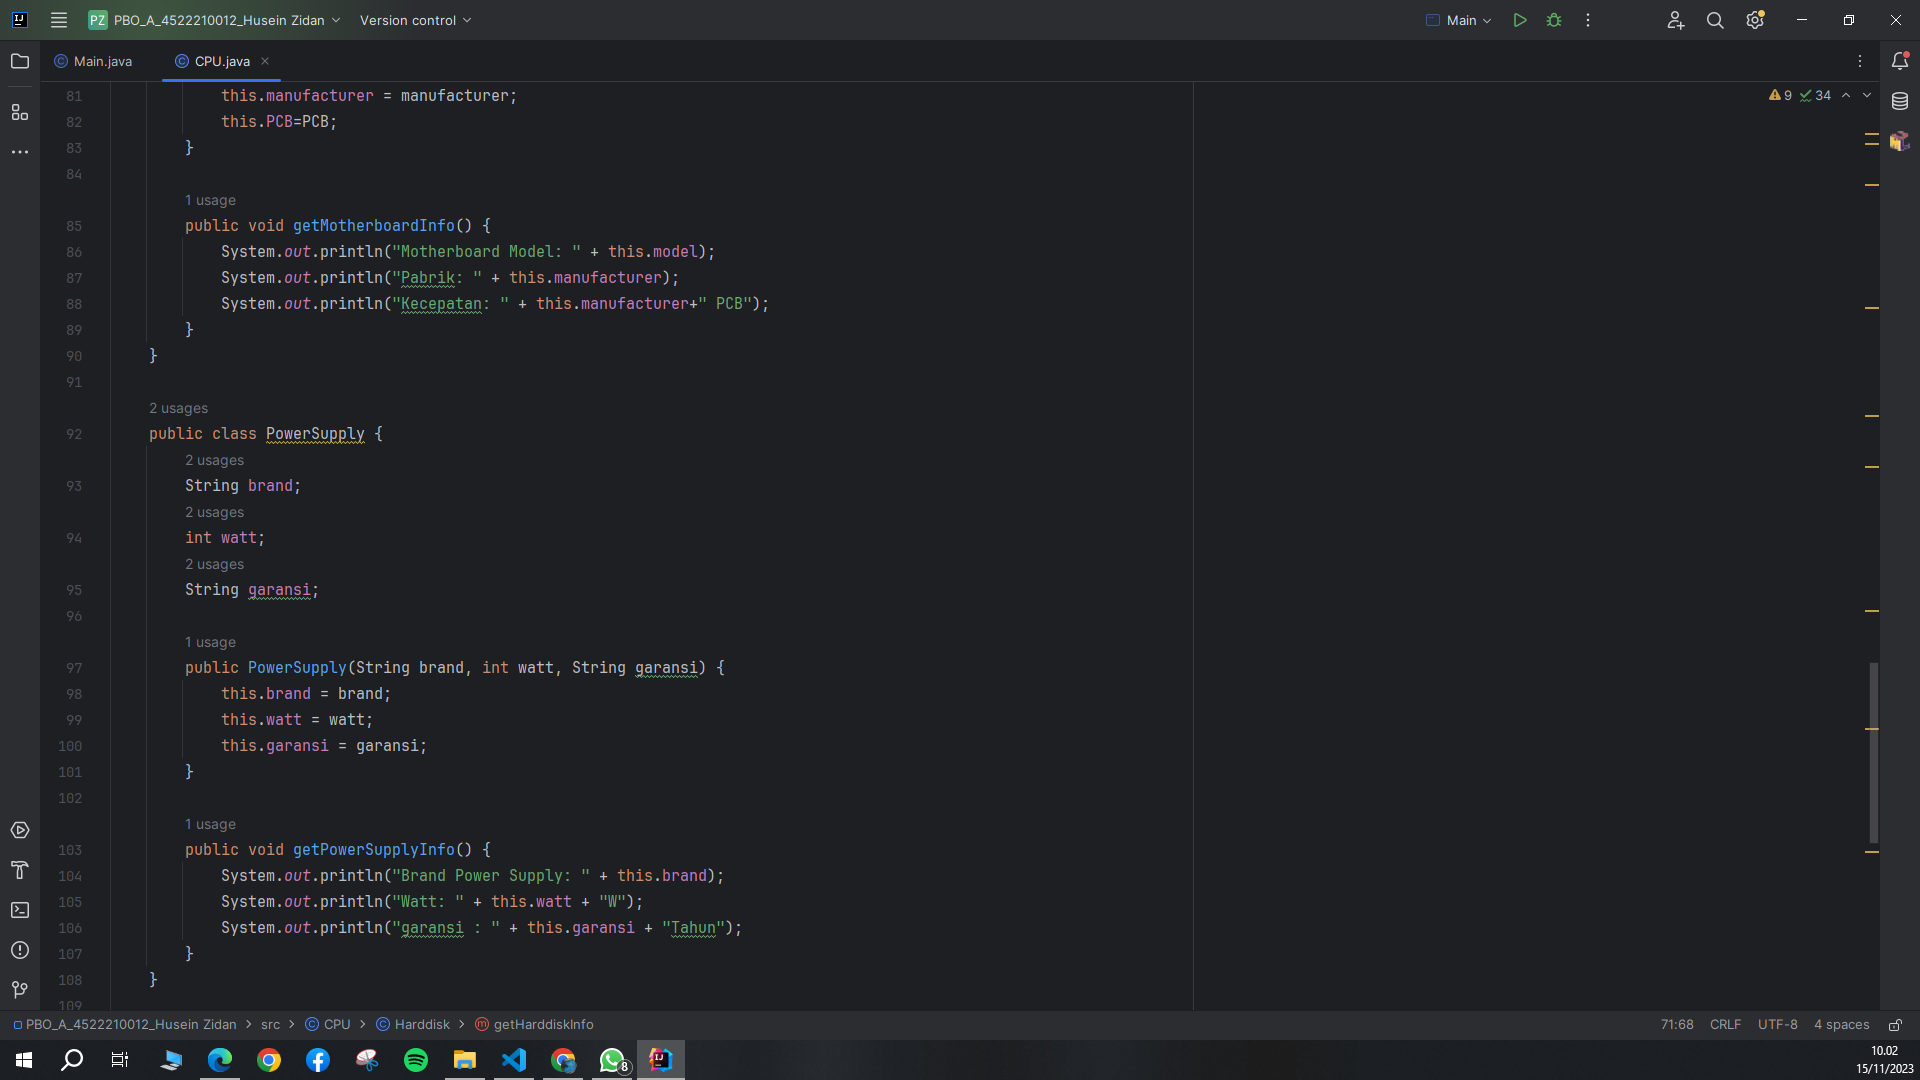 PZ PBO_A_4522210012_Husein Zidan Version control Main
Main.java CPU.java
9 34
81 this.manufacturer = manufacturer;
82 this.PCB=PCB;
83 }
84
1 usage
85 public void getMotherboardInfo() {
86 System.out.println("Motherboard Model: " + this.model);
87 System.out.println("Pabrik: " + this.manufacturer);
88 System.out.println("Kecepatan: " + this.manufacturer+" PCB");
89 }
90 }
91
2 usages
92 public class PowerSupply {
2 usages
93 String brand;
2 usages
94 int watt;
2 usages
95 String garansi;
96
1 usage
97 public PowerSupply(String brand, int watt, String garansi) {
98 this.brand = brand;
99 this.watt = watt;
100 this.garansi = garansi;
101 }
102
1 usage
103 public void getPowerSupplyInfo() {
104 System.out.println("Brand Power Supply: " + this.brand);
105 System.out.println("Watt: " + this.watt + "W");
106 System.out.println("garansi : " + this.garansi + "Tahun");
107 }
108 }
109
PBO_A_4522210012_Husein Zidan > src > CPU > Harddisk > getHarddiskInfo 71:68 CRLF UTF-8 4 spaces
8
10.02
15/11/2023